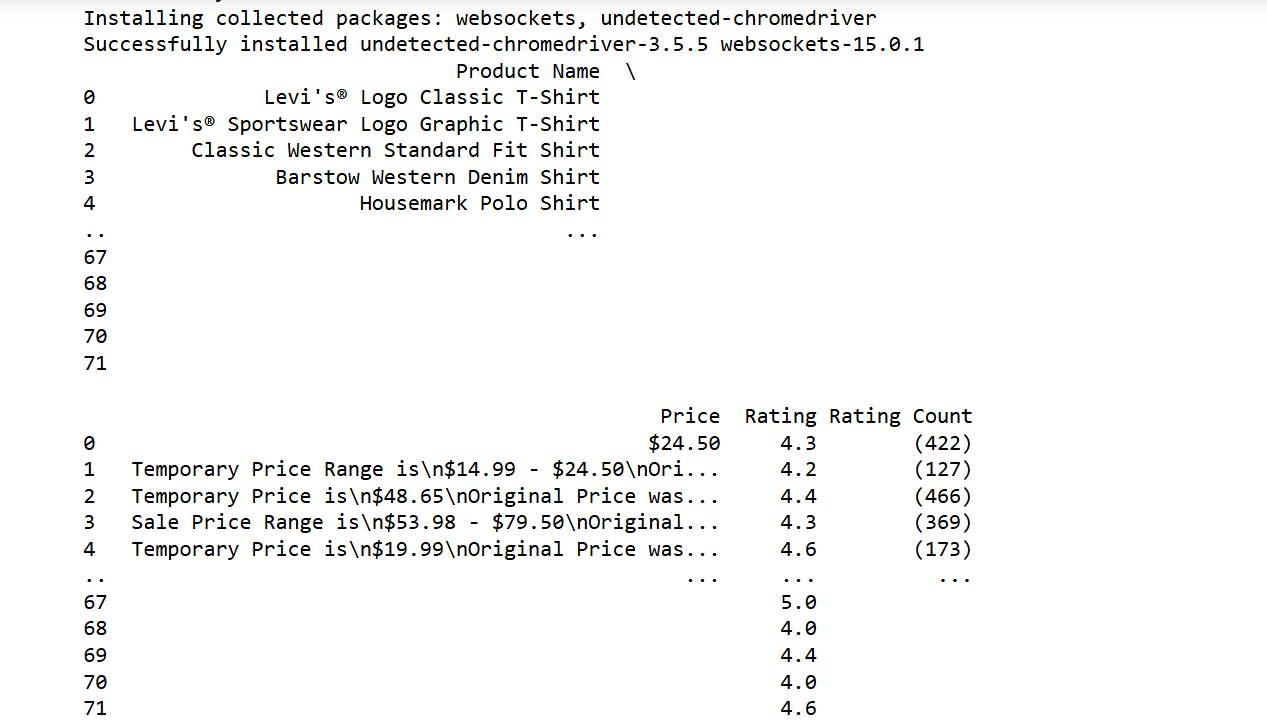 Installing collected packages: websockets, undetected-chromedriver
Successfully installed undetected-chromedriver-3.5.5 websockets-15.0.1
Product Name \
0 Levi's® Logo Classic T-Shirt
1 Levi's® Sportswear Logo Graphic T-Shirt
2 Classic Western Standard Fit Shirt
3 Barstow Western Denim Shirt
4 Housemark Polo Shirt
.. ...
67
68
69
70
71
Price Rating Rating Count
0 $24.50 4.3 (422)
1 Temporary Price Range is\n$14.99 - $24.50\nOri... 4.2 (127)
2 Temporary Price is\n$48.65\nOriginal Price was... 4.4 (466)
3 Sale Price Range is\n$53.98 - $79.50\nOriginal... 4.3 (369)
4 Temporary Price is\n$19.99\nOriginal Price was... 4.6 (173)
.. ... ... ...
67 5.0
68 4.0
69 4.4
70 4.0
71 4.6